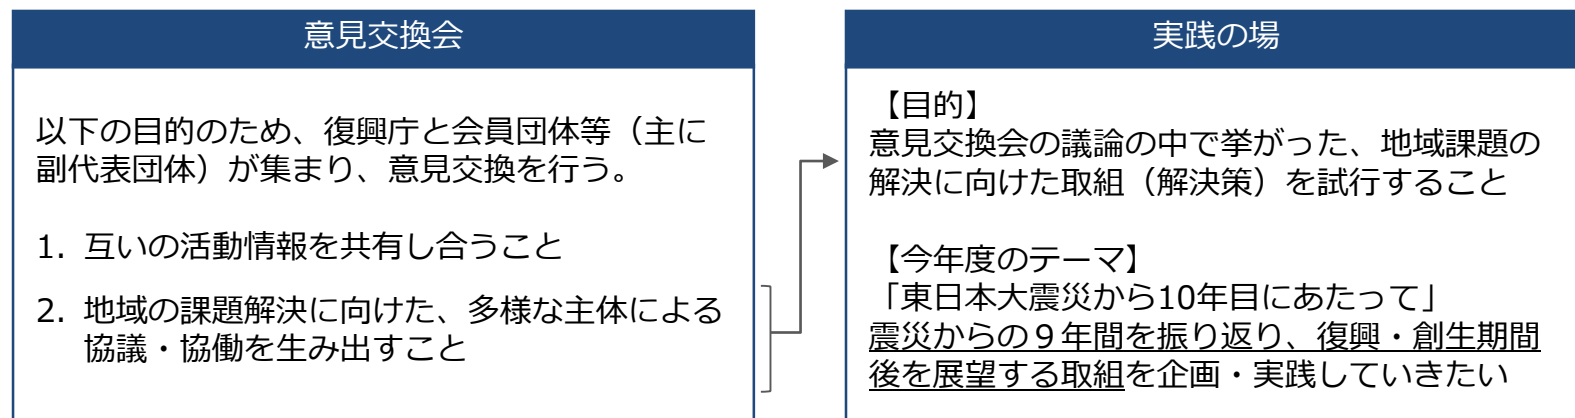 意見交換会
以下の目的のため、復興庁と会員団体等（主に
副代表団体）が集まり、意見交換を行う。
1. 互いの活動情報を共有し合うこと
2. 地域の課題解決に向けた、多様な主体による
協議・協働を生み出すこと
実践の場
【目的】
意見交換会の議論の中で挙がった、地域課題の
解決に向けた取組（解決策）を試行すること
【今年度のテーマ】
「東日本大震災から10年目にあたって」
震災からの９年間を振り返り、復興・創生期間
後を展望する取組を企画・実践していきたい